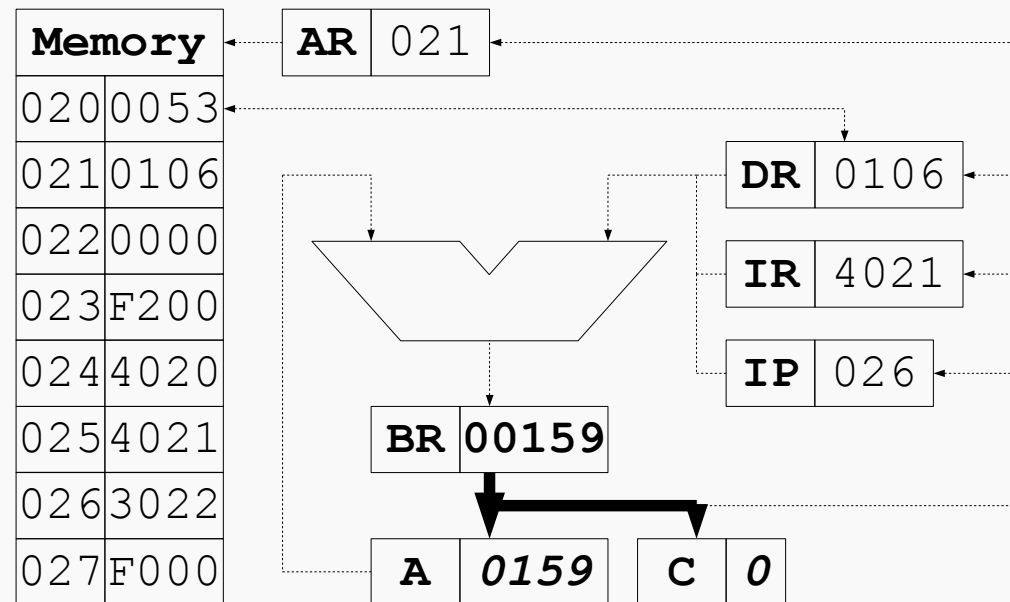 Memory AR 021
020 0053
021 0106 DR 0106
022 0000
IR 4021
023 F200
024 4020 IP 026
025 4021 BR 00159
026 3022
027 F000 A 0159 C 0